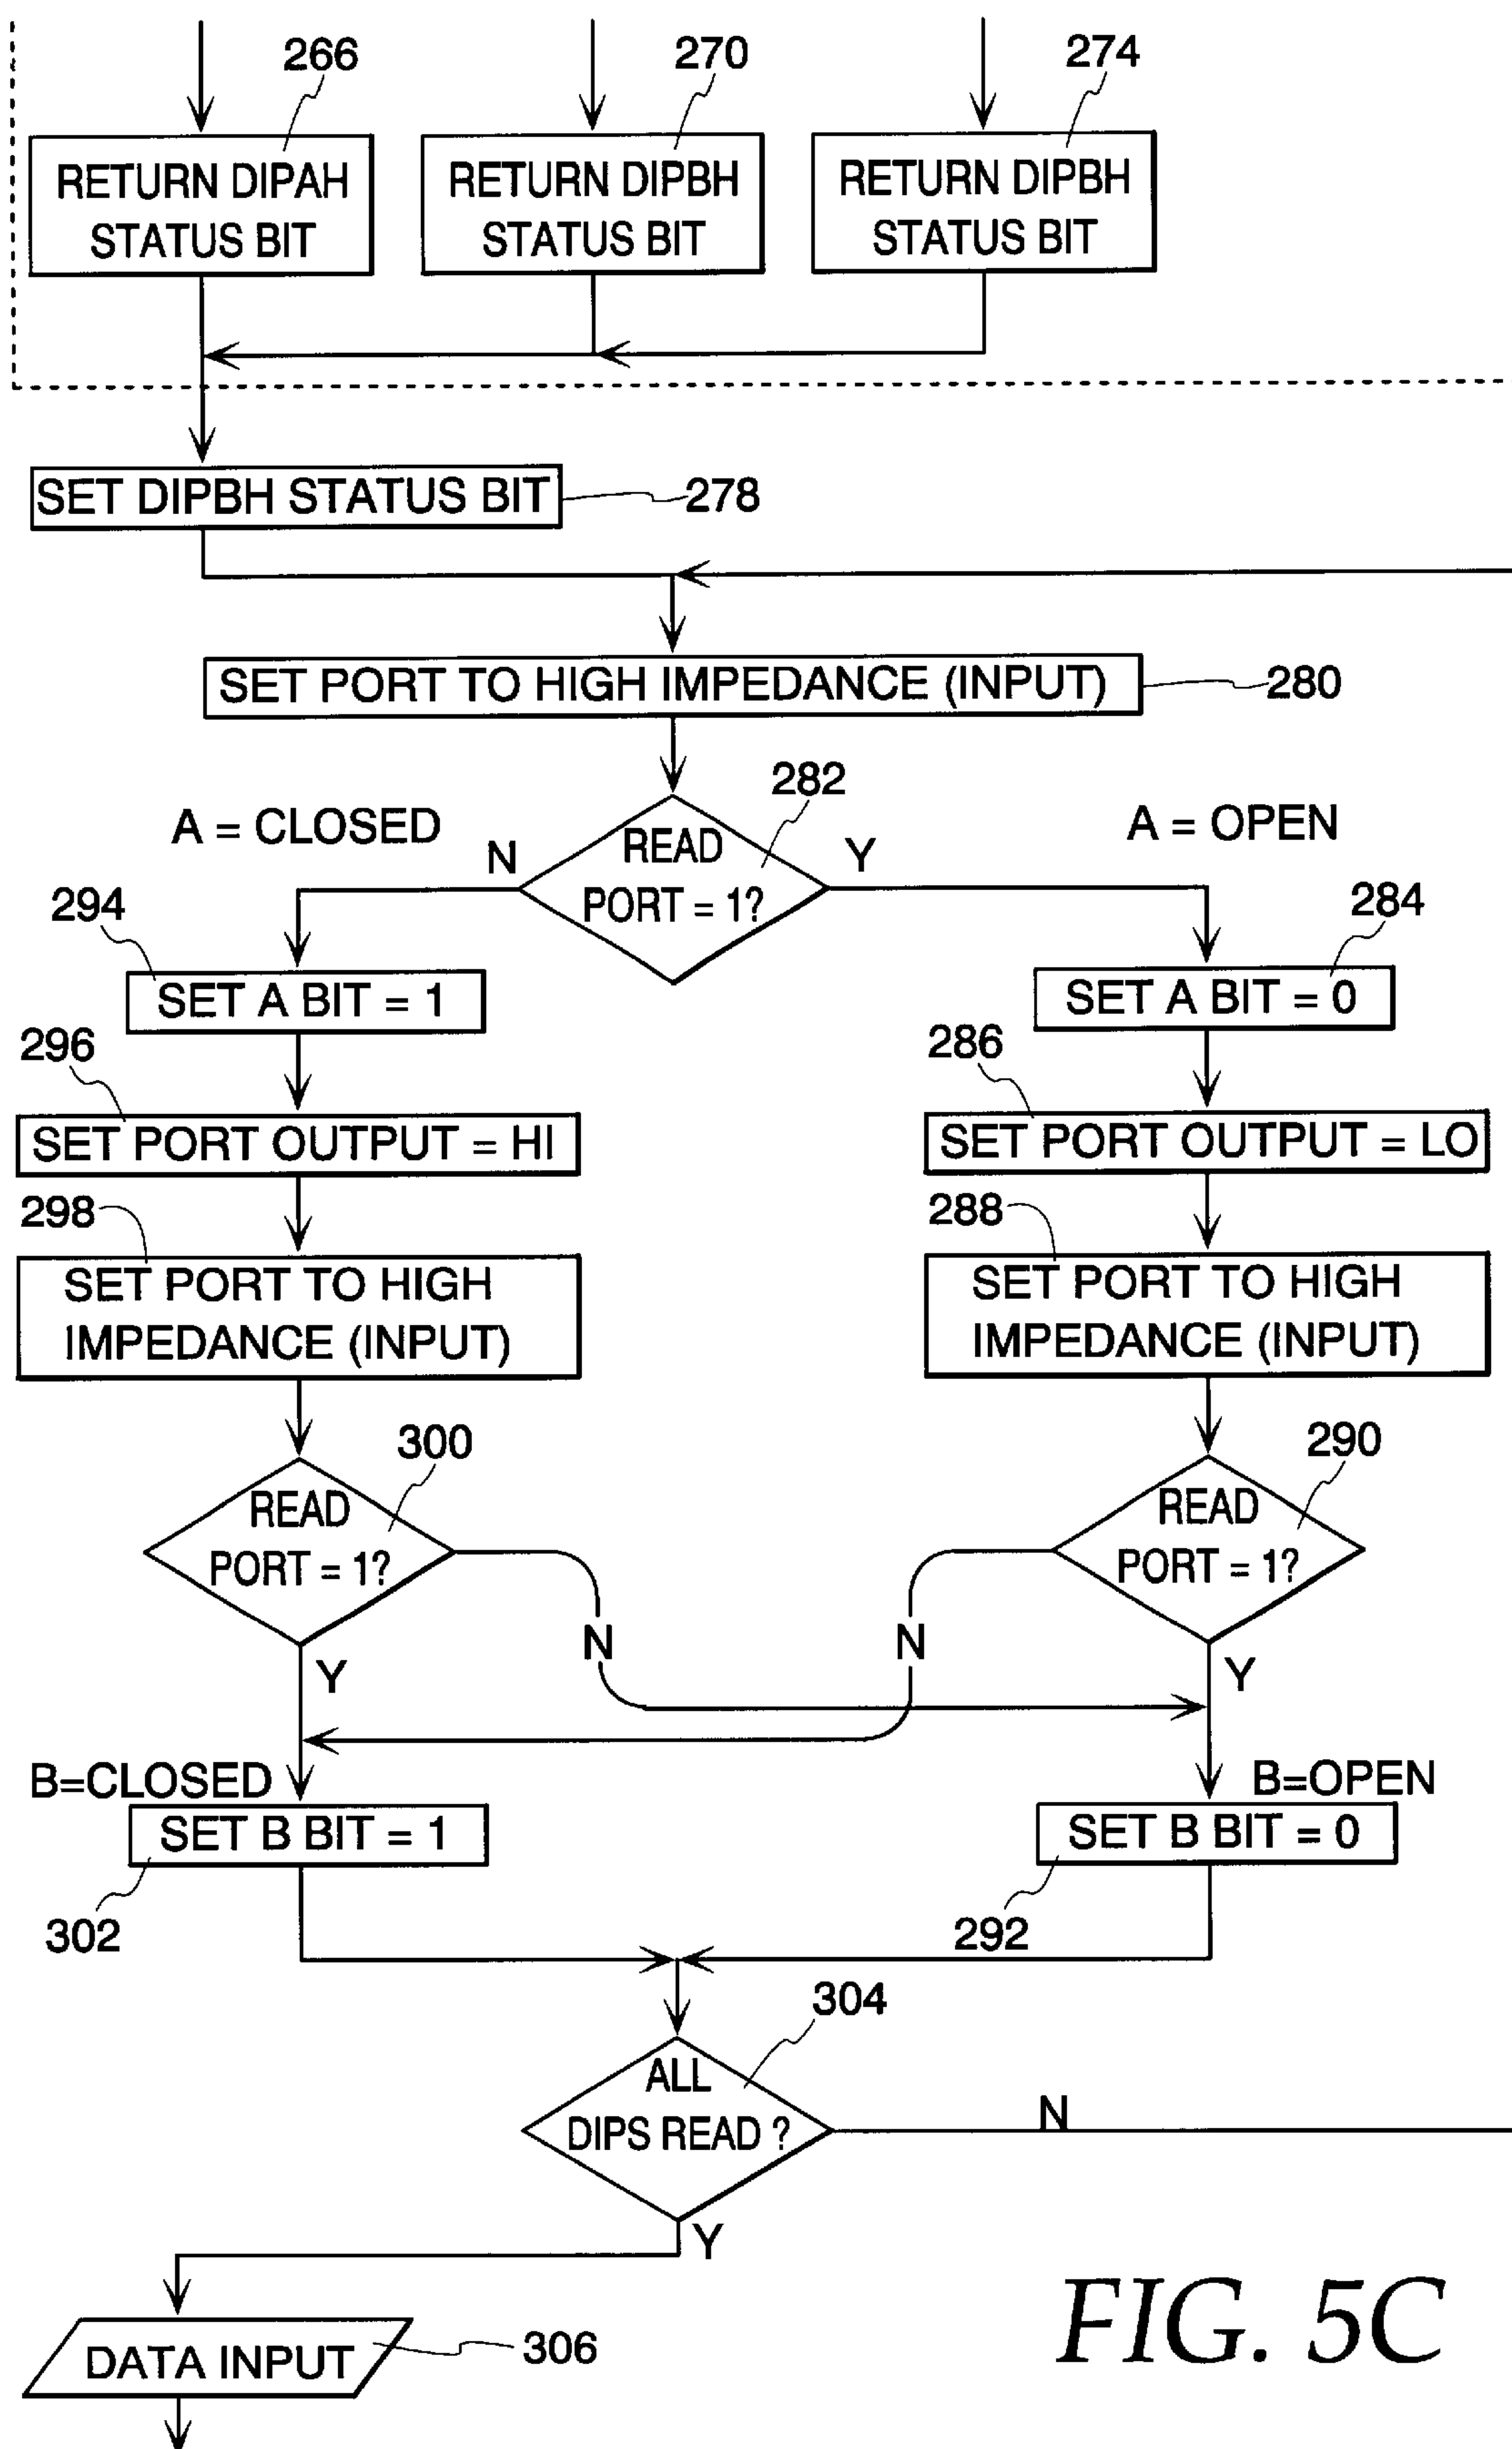 266
270
274
RETURN DIPAH
STATUS BIT
RETURN DIPBH
STATUS BIT
RETURN DIPBH
STATUS BIT
SET DIPBH STATUS BIT
278
SET PORT TO HIGH IMPEDANCE (INPUT)
280
282
A = CLOSED
N
READ
PORT = 1?
Y
A = OPEN
294
284
SET A BIT = 1
SET A BIT = 0
296
286
SET PORT OUTPUT = HI
SET PORT OUTPUT = LO
298
288
SET PORT TO HIGH
IMPEDANCE (INPUT)
SET PORT TO HIGH
IMPEDANCE (INPUT)
300
290
READ
PORT = 1?
READ
PORT = 1?
N
N
Y
Y
B=CLOSED
B=OPEN
SET B BIT = 1
SET B BIT = 0
302
292
304
ALL
DIPS READ ?
N
Y
DATA INPUT
306
FIG. 5C